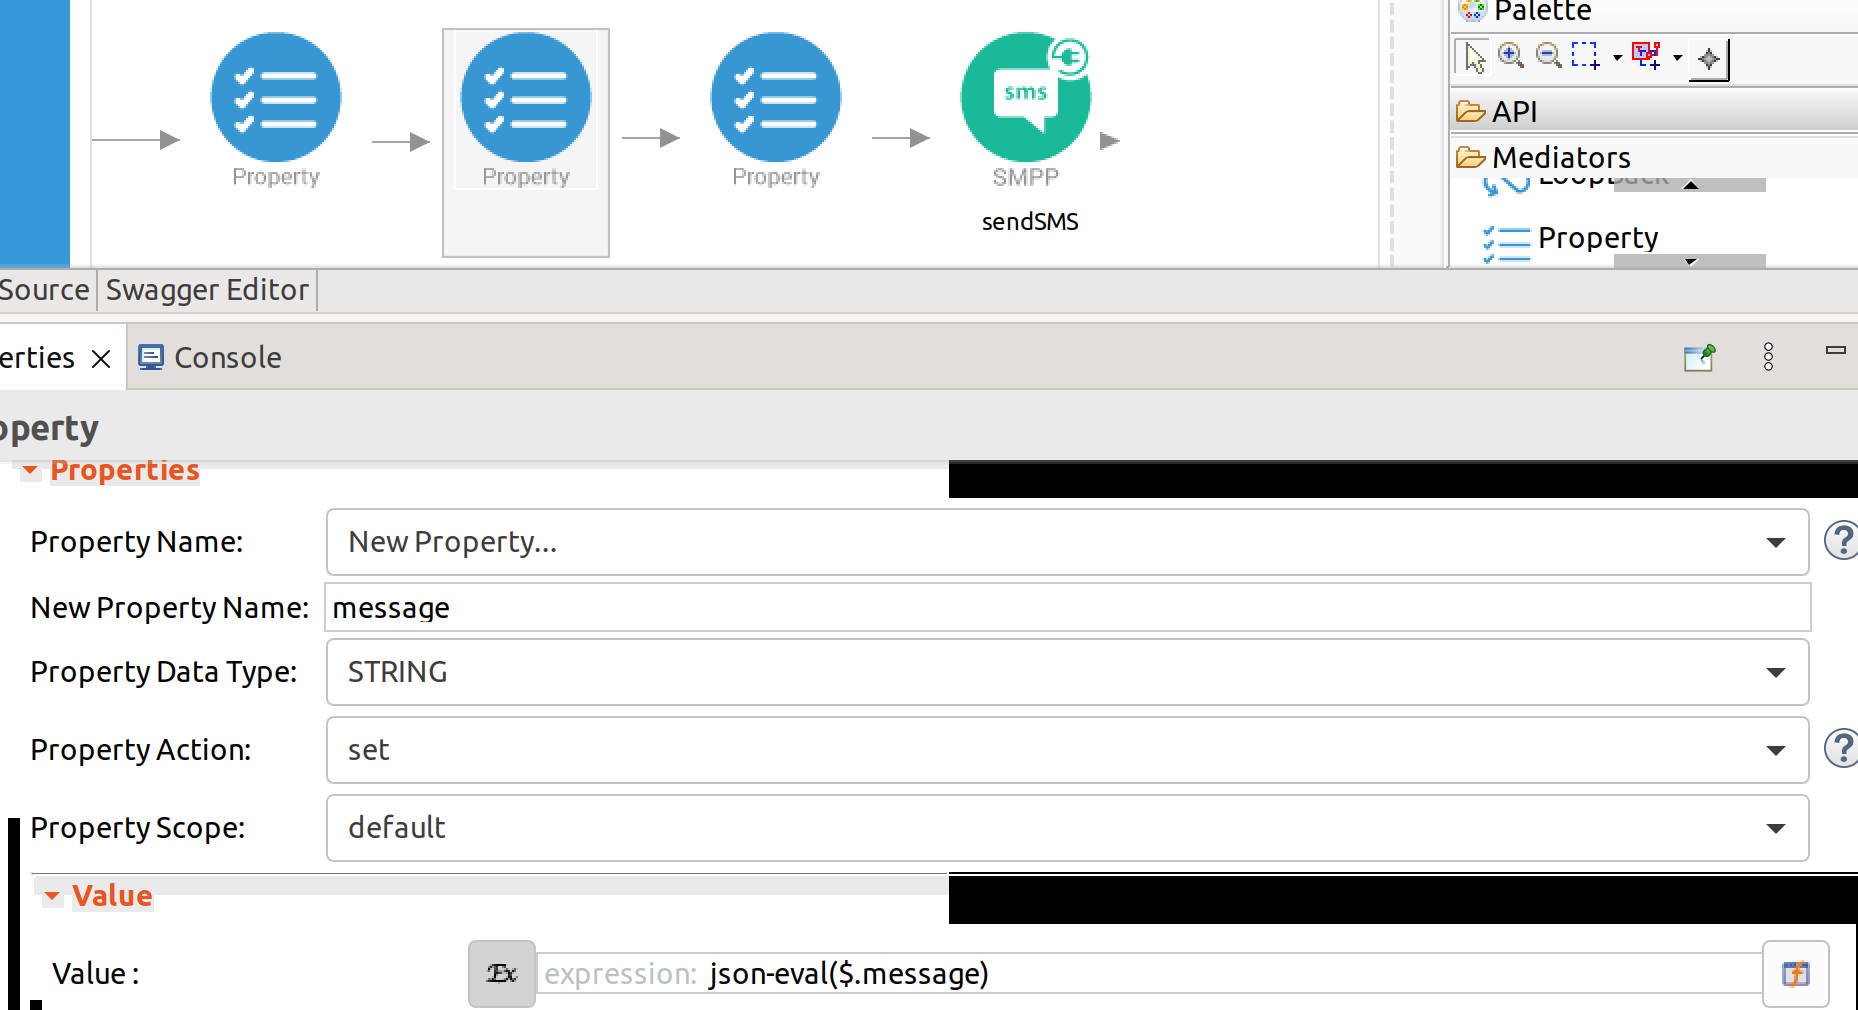 Palette
API
Mediators
LoopBack
Property
Property
Property
Property
SMPP
sms
sendSMS
Source
Swagger Editor
erties
Console
operty
Properties
Property Name:
New Property...
New Property Name:
message
Property Data Type:
STRING
Property Action:
set
Property Scope:
default
Value
Value :
Ex
expression: json-eval($.message)